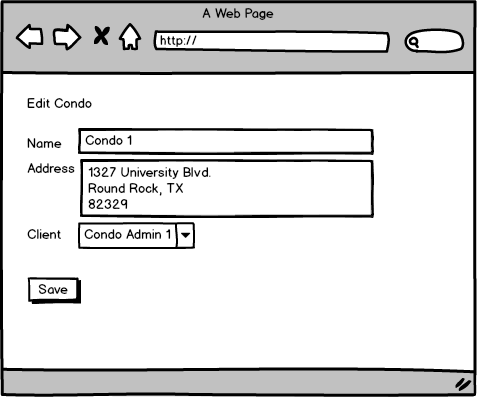 A Web Page
http://
Edit Condo
Name Condo 1
Address 1327 University Blvd.
Round Rock, TX
82329
Client Condo Admin 1
Save